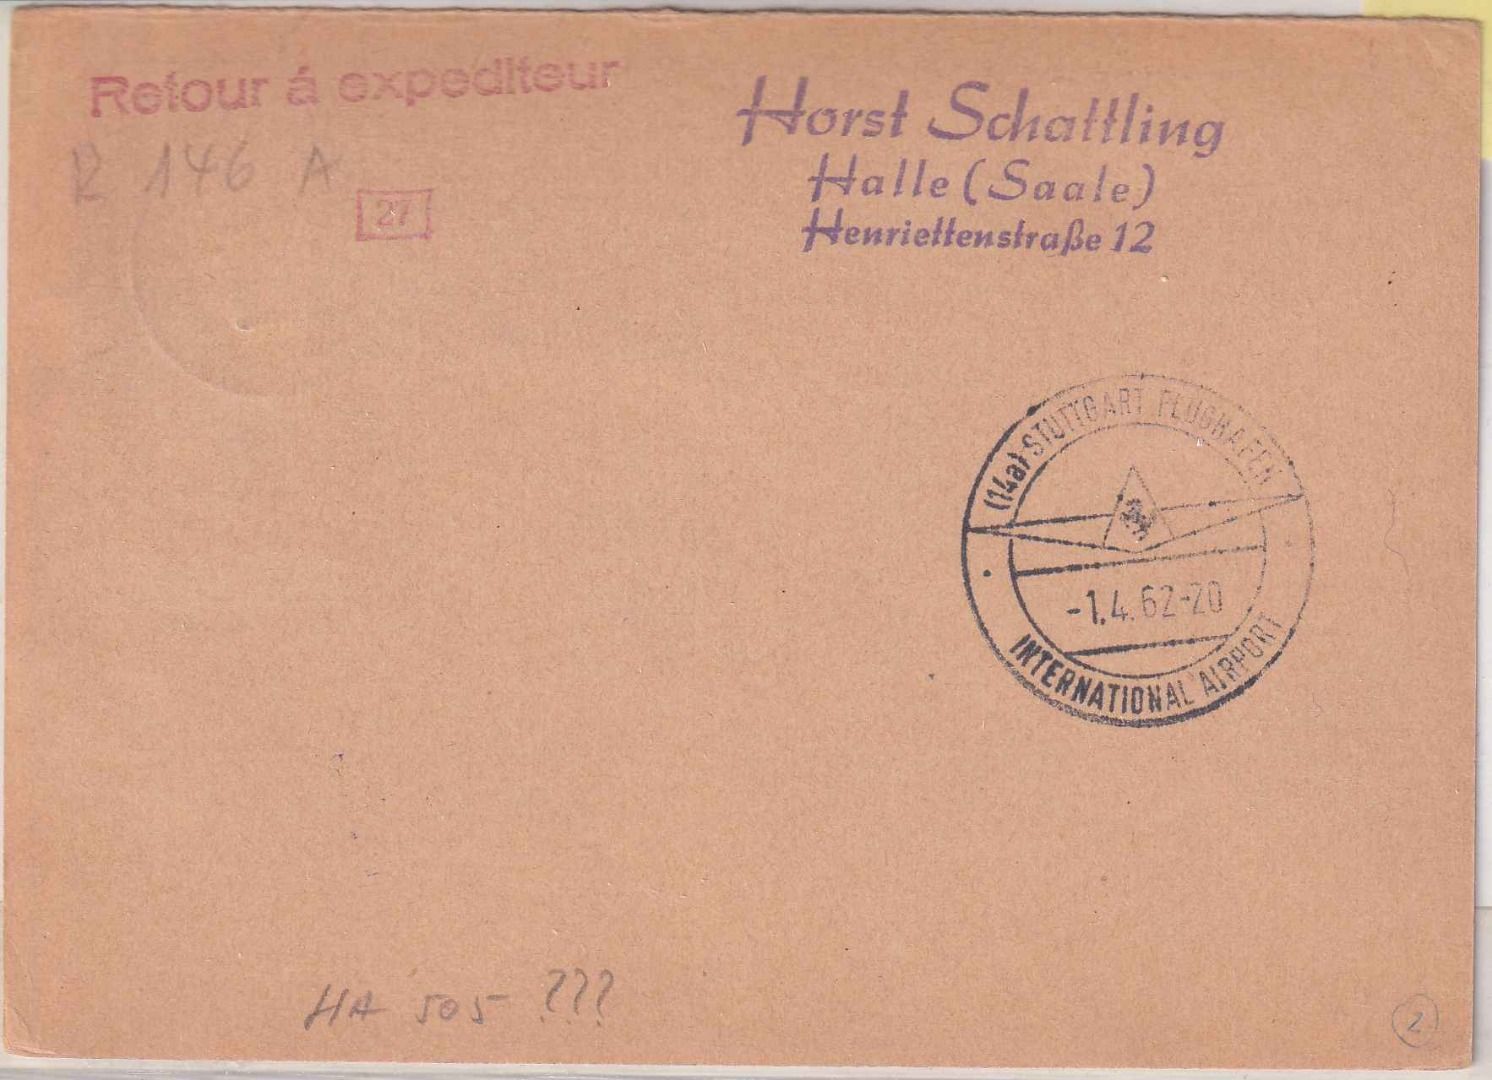 Retour á expediteur
R 146 A
27
Horst Schattling
Halle (Saale)
Henriettenstraße 12
(14a) STUTTGART FLUGHAFEN
-1.4.62-20
INTERNATIONAL AIRPORT
HA 505 ???
2